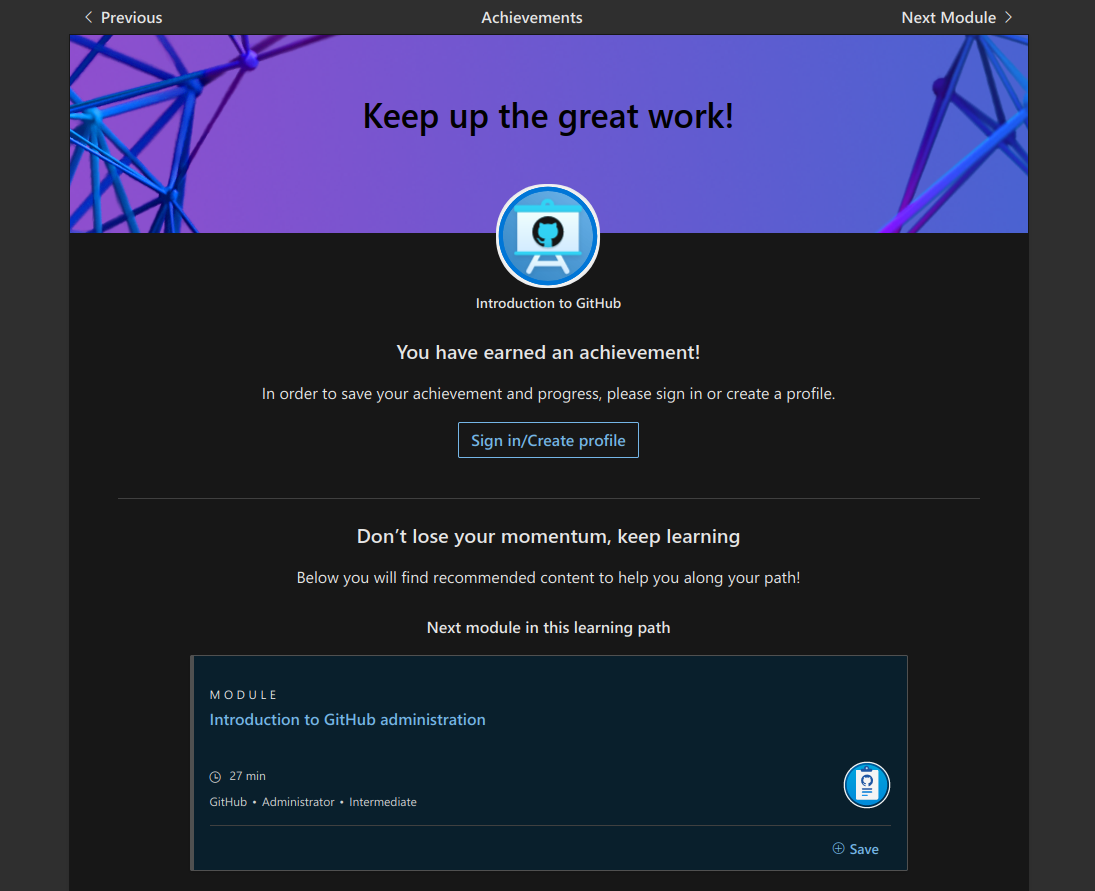 Previous
Achievements
Next Module
Keep up the great work!
Introduction to GitHub
You have earned an achievement!
In order to save your achievement and progress, please sign in or create a profile.
Sign in/Create profile
Don’t lose your momentum, keep learning
Below you will find recommended content to help you along your path!
Next module in this learning path
MODULE
Introduction to GitHub administration
27 min
GitHub • Administrator • Intermediate
Save